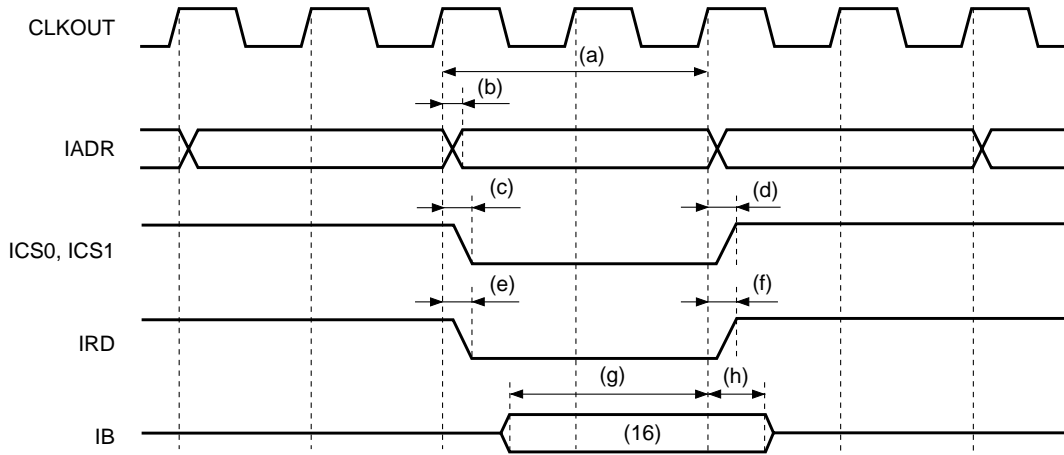 CLKOUT
(a)
(b)
IADR
(c)
(d)
ICS0, ICS1
(e)
(f)
IRD
(g)
(h)
IB
(16)